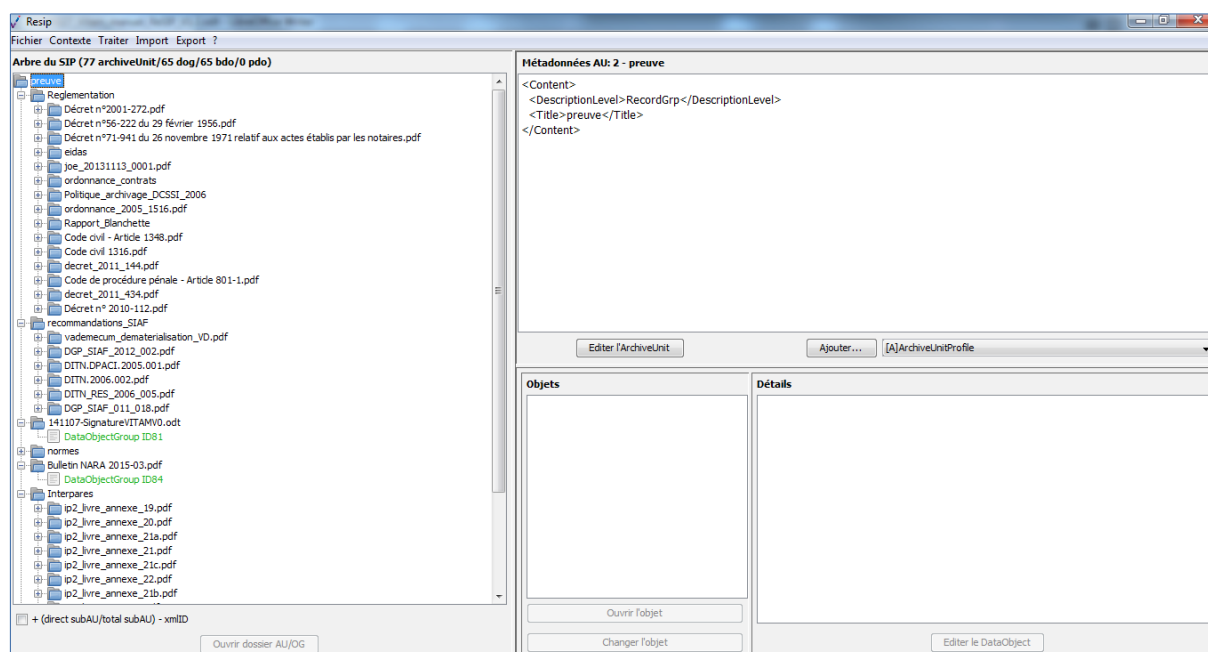 Resip
Fichier Contexte Traiter Import Export ?
Arbre du SIP (77 archiveUnit/65 dog/65 bdo/0 pdo)
preuve
Reglementation
Décret n°2001-272.pdf
Décret n°56-222 du 29 février 1956.pdf
Décret n°71-941 du 26 novembre 1971 relatif aux actes établis par les notaires.pdf
eidas
joe_20131113_0001.pdf
ordonnance_contrats
Politique_archivage_DCSSI_2006
ordonnance_2005_1516.pdf
Rapport_Blanchette
Code civil - Article 1348.pdf
Code civil 1316.pdf
decret_2011_144.pdf
Code de procédure pénale - Article 801-1.pdf
decret_2011_434.pdf
Décret n° 2010-112.pdf
recommandations_SIAF
vademecum_dematerialisation_VD.pdf
DGP_SIAF_2012_002.pdf
DITN.DPACI.2005.001.pdf
DITN.2006.002.pdf
DITN_RES_2006_005.pdf
DGP_SIAF_011_018.pdf
141107-SignatureVITAMV0.odt
DataObjectGroup ID81
normes
Bulletin NARA 2015-03.pdf
DataObjectGroup ID84
Interpares
ip2_livre_annexe_19.pdf
ip2_livre_annexe_20.pdf
ip2_livre_annexe_21a.pdf
ip2_livre_annexe_21.pdf
ip2_livre_annexe_21c.pdf
ip2_livre_annexe_22.pdf
ip2_livre_annexe_21b.pdf
+ (direct subAU/total subAU) - xmlID
Ouvrir dossier AU/OG
Métadonnées AU: 2 - preuve
<Content>
<DescriptionLevel>RecordGrp</DescriptionLevel>
<Title>preuve</Title>
</Content>
Editer l'ArchiveUnit
Ajouter...
[A]ArchiveUnitProfile
Objets
Détails
Ouvrir l'objet
Changer l'objet
Editer le DataObject